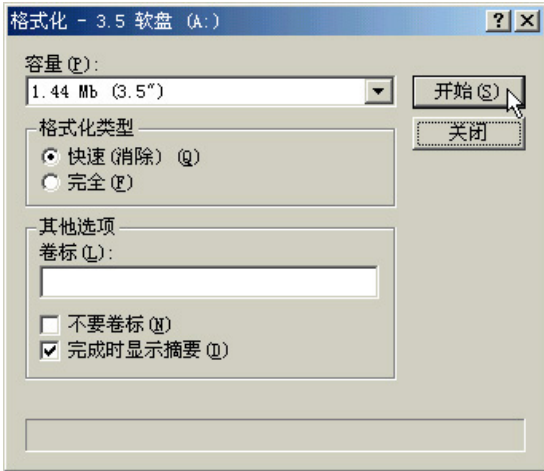 格式化 - 3.5 软盘 (A:)
容量(P):
1.44 Mb (3.5″)
开始(S)
关闭
格式化类型
快速(消除) (Q)
完全(F)
其他选项
卷标(L):
不要卷标(N)
完成时显示摘要(D)